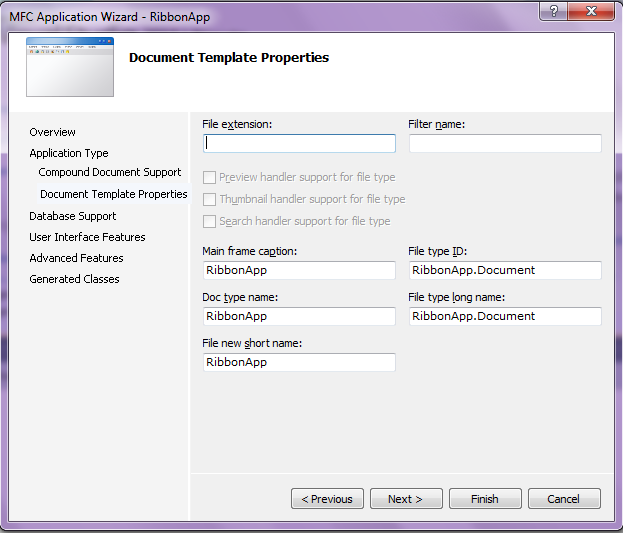 MFC Application Wizard - RibbonApp
Document Template Properties
Overview
Application Type
Compound Document Support
Document Template Properties
Database Support
User Interface Features
Advanced Features
Generated Classes
File extension:
Filter name:
Preview handler support for file type
Thumbnail handler support for file type
Search handler support for file type
Main frame caption:
File type ID:
RibbonApp
RibbonApp.Document
Doc type name:
File type long name:
RibbonApp
RibbonApp.Document
File new short name:
RibbonApp
< Previous
Next >
Finish
Cancel